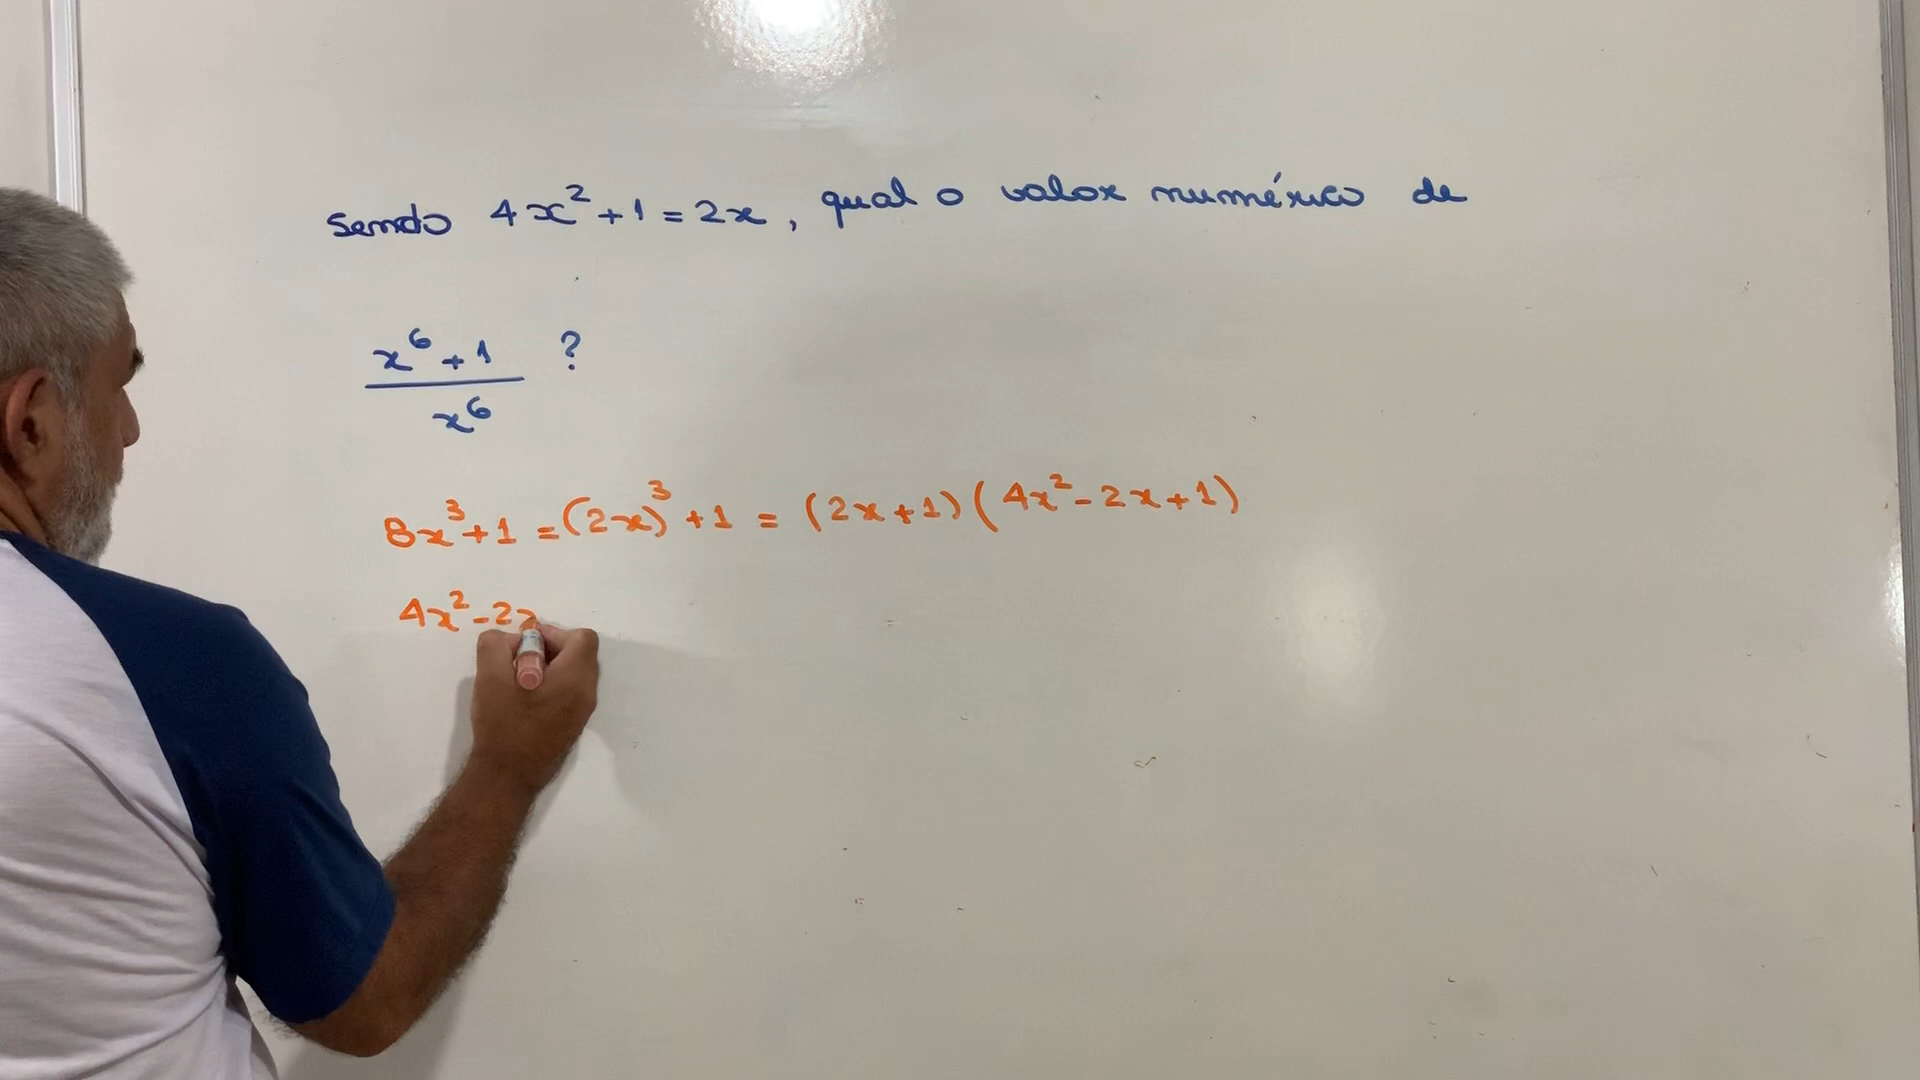 Sendo 4x² + 1 = 2x, qual o valor numérico de
x⁶ + 1 ?
x⁶
8x³ + 1 = (2x)³ + 1 = (2x + 1)(4x² - 2x + 1)
4x² - 2x